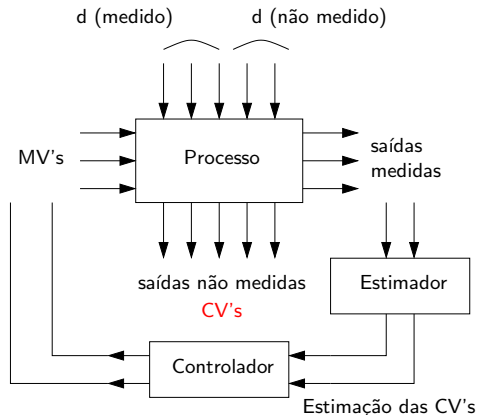 d (medido)
d (não medido)
MV's
Processo
saídas
medidas
saídas não medidas
CV's
Estimador
Controlador
Estimação das CV's